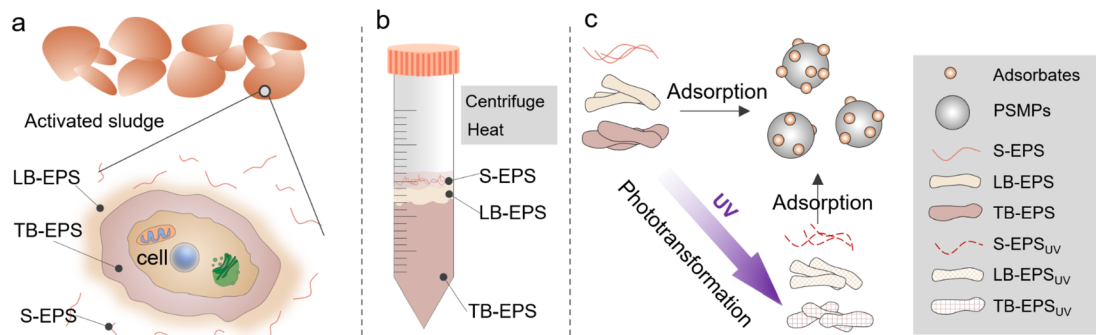 a
Activated sludge
LB-EPS
TB-EPS
cell
S-EPS
b
Centrifuge
Heat
S-EPS
LB-EPS
TB-EPS
c
Adsorption
UV
Phototransformation
Adsorption
Adsorbates
PSMPs
S-EPS
LB-EPS
TB-EPS
S-EPSUV
LB-EPSUV
TB-EPSUV